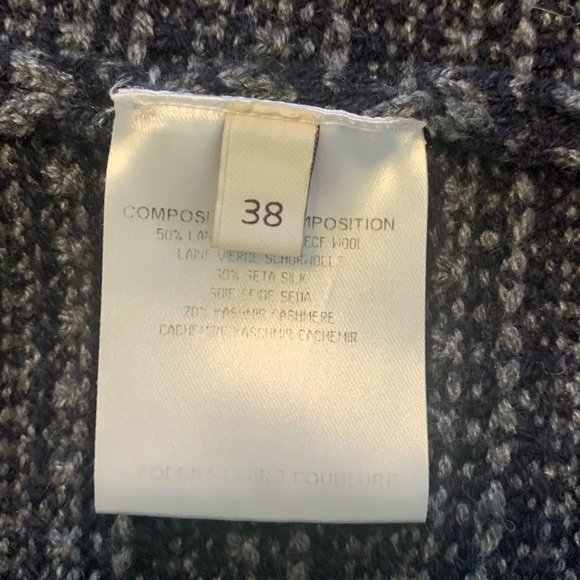 38
COMPOSI MPOSITION
50% LAN ECE WOOL
LAINE VIERGE SCHURWOLLE
30% SETA SILK
SOIE SEIDE SEDA
20% KASHMIR CASHMERE
CACHEMIRE KASCHMIR CACHEMIR
FODERA LINING DOUBLURE